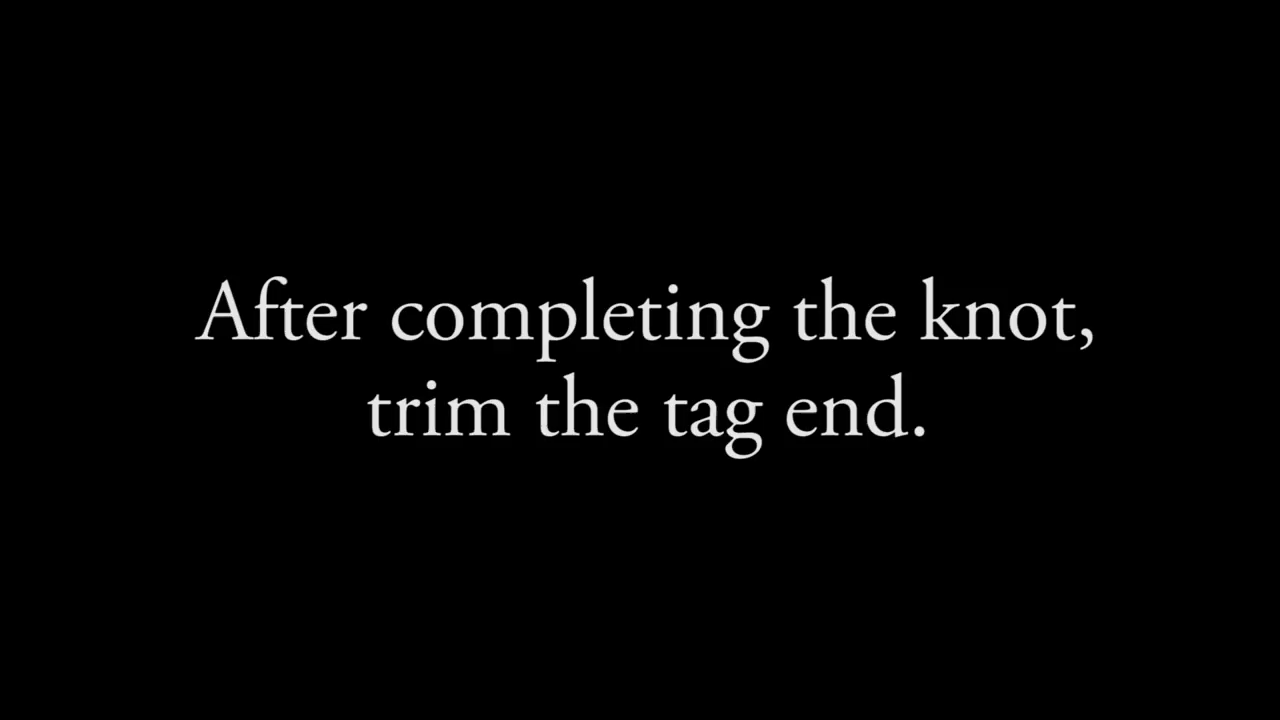 After completing the knot,
trim the tag end.